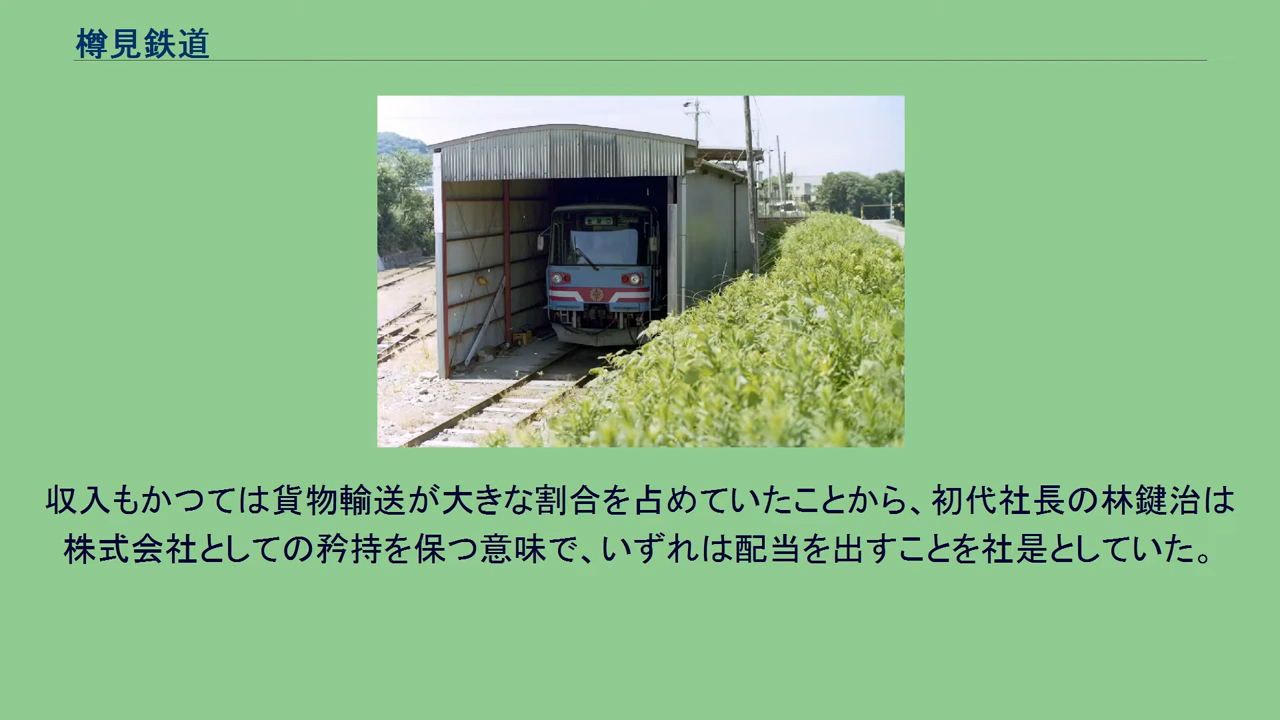 樽見鉄道
収入もかつては貨物輸送が大きな割合を占めていたことから、初代社長の林鍵治は
株式会社としての矜持を保つ意味で、いずれは配当を出すことを社是としていた。